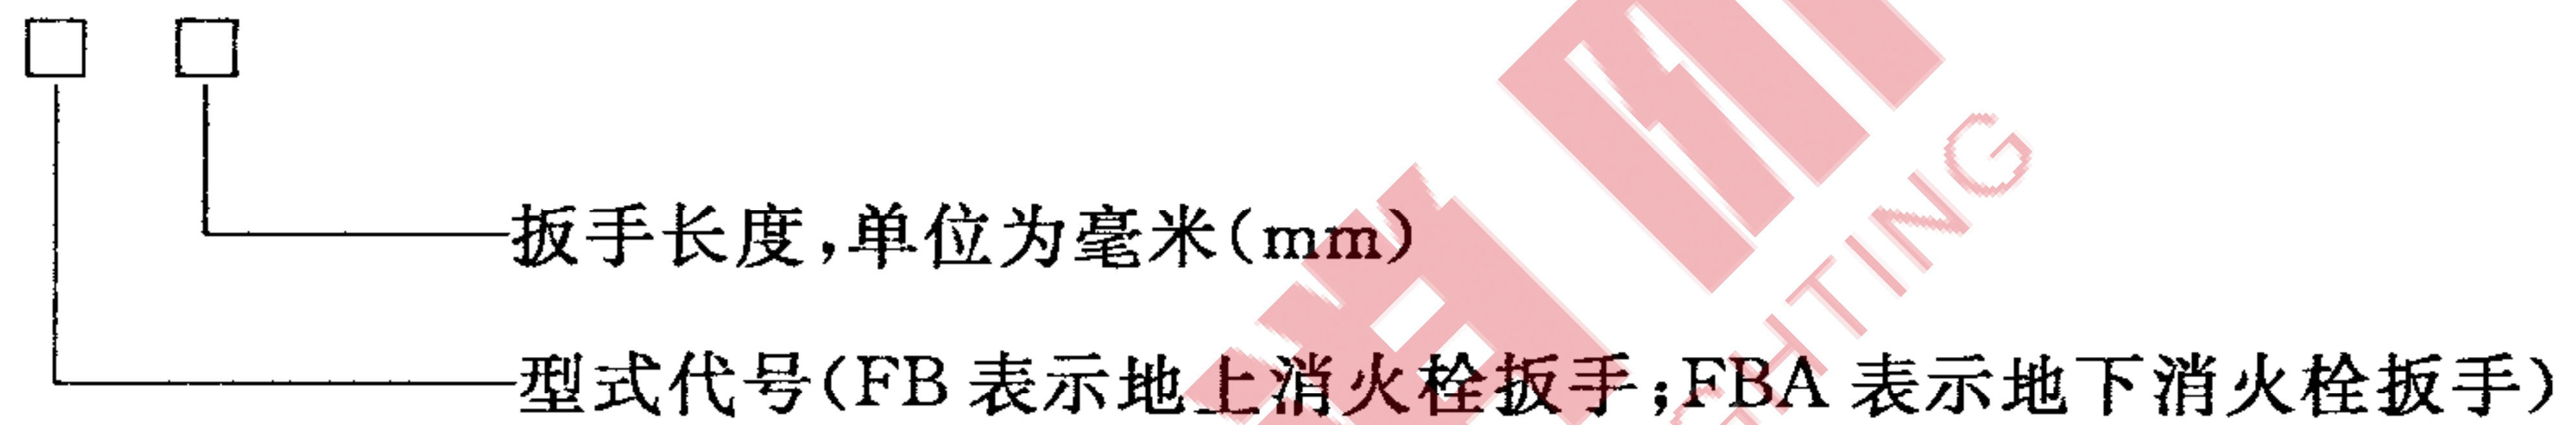 □ □
扳手长度,单位为毫米(mm)
型式代号(FB 表示地上消火栓扳手;FBA 表示地下消火栓扳手)